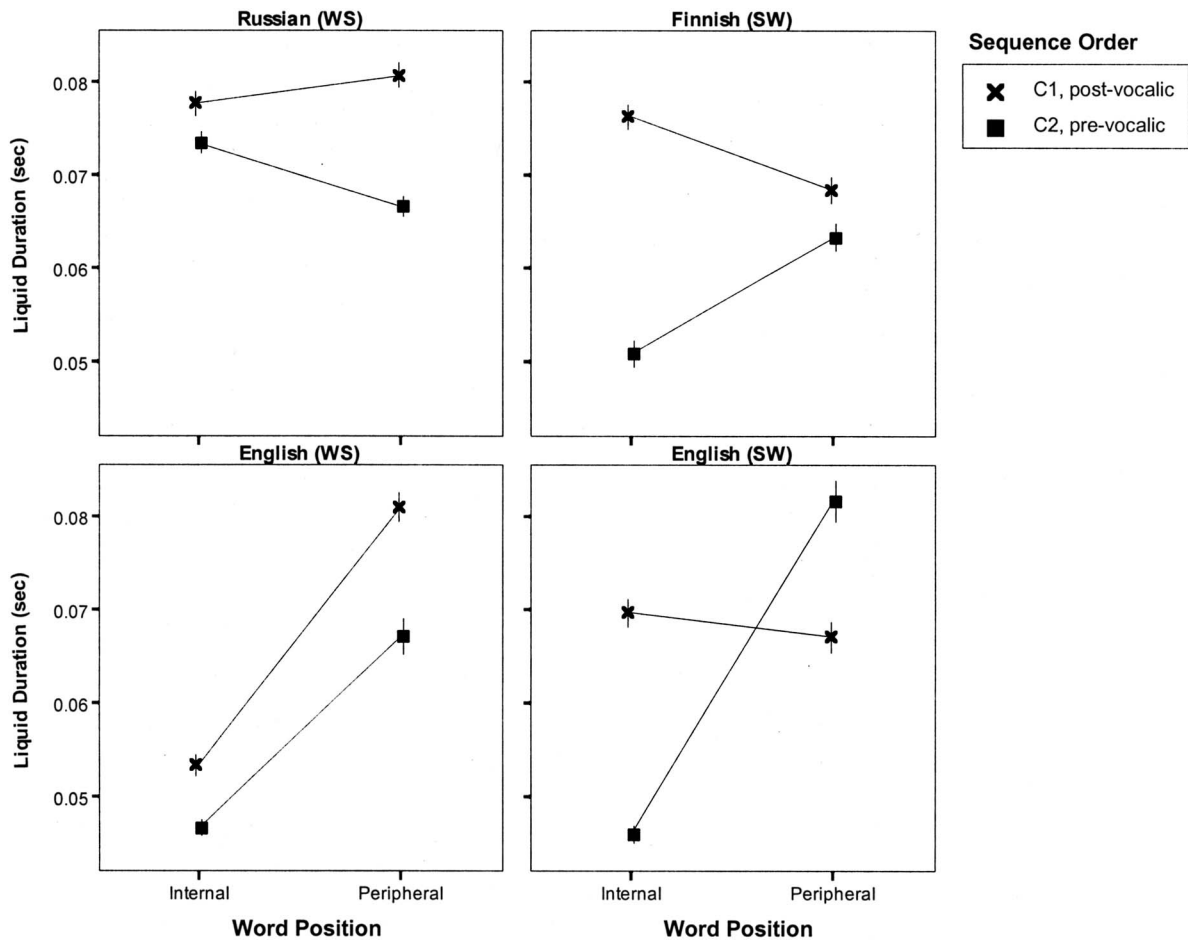 Russian (WS)
Finnish (SW)
Sequence Order
C1, post-vocalic
C2, pre-vocalic
Liquid Duration (sec)
0.08
0.07
0.06
0.05
English (WS)
English (SW)
Liquid Duration (sec)
0.08
0.07
0.06
0.05
Internal
Peripheral
Internal
Peripheral
Word Position
Word Position